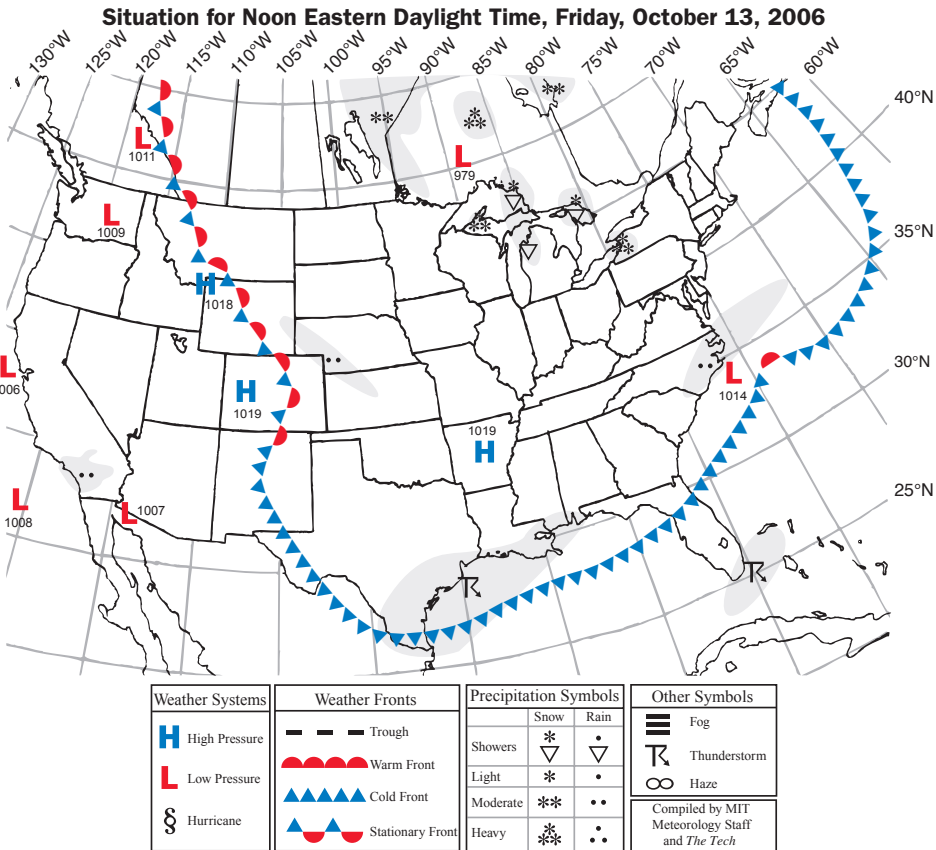 Situation for Noon Eastern Daylight Time, Friday, October 13, 2006
130°W
125°W
120°W
115°W
110°W
105°W
100°W
95°W
90°W
85°W
80°W
75°W
70°W
65°W
60°W
40°N
35°N
30°N
25°N
L
1011
L
979
L
1009
H
1018
L
006
H
1019
L
1014
1019
H
L
1008
L
1007
Weather Systems
H High Pressure
L Low Pressure
§ Hurricane
Weather Fronts
Trough
Warm Front
Cold Front
Stationary Front
Precipitation Symbols
Snow Rain
Showers
Light
Moderate
Heavy
Other Symbols
Fog
Thunderstorm
Haze
Compiled by MIT
Meteorology Staff
and The Tech